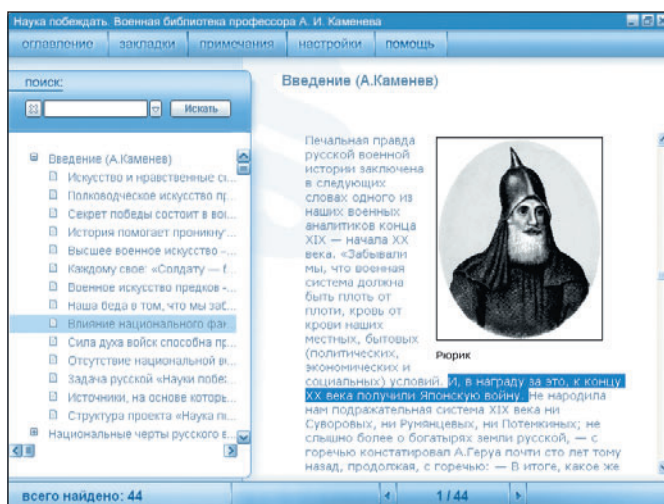 Наука побеждать. Военная библиотека профессора А. И. Каменева
оглавление закладки примечания настройки помощь
поиск:
Искать
Введение (А.Каменев)
Искусство и нравственные си...
Полководческое искусство пр...
Секрет победы состоит в вои...
История помогает проникнут...
Высшее военное искусство –...
Каждому свое: «Солдату — б...
Военное искусство предков -...
Наша беда в том, что мы заб...
Влияние национального фак...
Сила духа войск способна пр...
Отсутствие национальной в...
Задача русской «Науки побеж...
Источники, на основе которы...
Структура проекта «Наука п...
Национальные черты русского в...
Введение (А.Каменев)
Печальная правда
русской военной
истории заключена
в следующих
словах одного из
наших военных
аналитиков конца
XIX — начала XX
века. «Забывали
мы, что военная
система должна
быть плоть от
плоти, кровь от
крови наших
местных, бытовых
(политических,
экономических и
социальных) условий. И, в награду за это, к концу
XX века получили Японскую войну. Не народила
нам подражательная система XIX века ни
Суворовых, ни Румянцевых, ни Потемкиных; не
слышно более о богатырях земли русской, — с
горечью констатировал А.Геруа почти сто лет тому
назад, продолжая, с горечью: — В итоге, какое же
Рюрик
всего найдено: 44 1 / 44